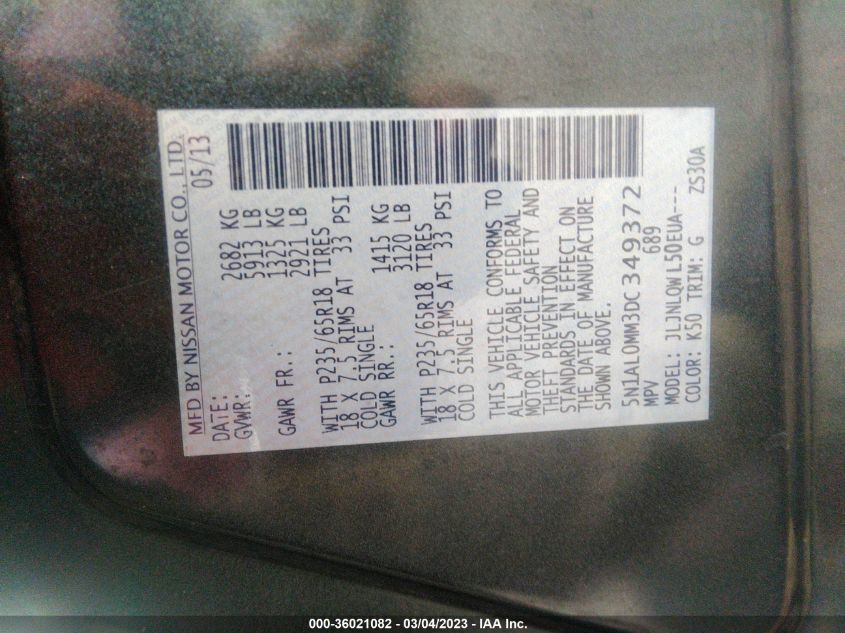 MFD BY NISSAN MOTOR CO., LTD.
DATE: 05/13
GVWR: 2682 KG
5913 LB
1325 KG
GAWR FR.: 2921 LB
WITH P235/65R18 TIRES
18 X 7.5 RIMS AT 33 PSI
COLD SINGLE
GAWR RR.: 1415 KG
3120 LB
WITH P235/65R18 TIRES
18 X 7.5 RIMS AT 33 PSI
COLD SINGLE
THIS VEHICLE CONFORMS TO
ALL APPLICABLE FEDERAL
MOTOR VEHICLE SAFETY AND
THEFT PREVENTION
STANDARDS IN EFFECT ON
THE DATE OF MANUFACTURE
SHOWN ABOVE.
5N1AL0MM3DC349372
MPV 689
MODEL: JLJNLQWL50EUA---
COLOR: K50 TRIM: G ZS30A
000-36021082 - 03/04/2023 - IAA Inc.